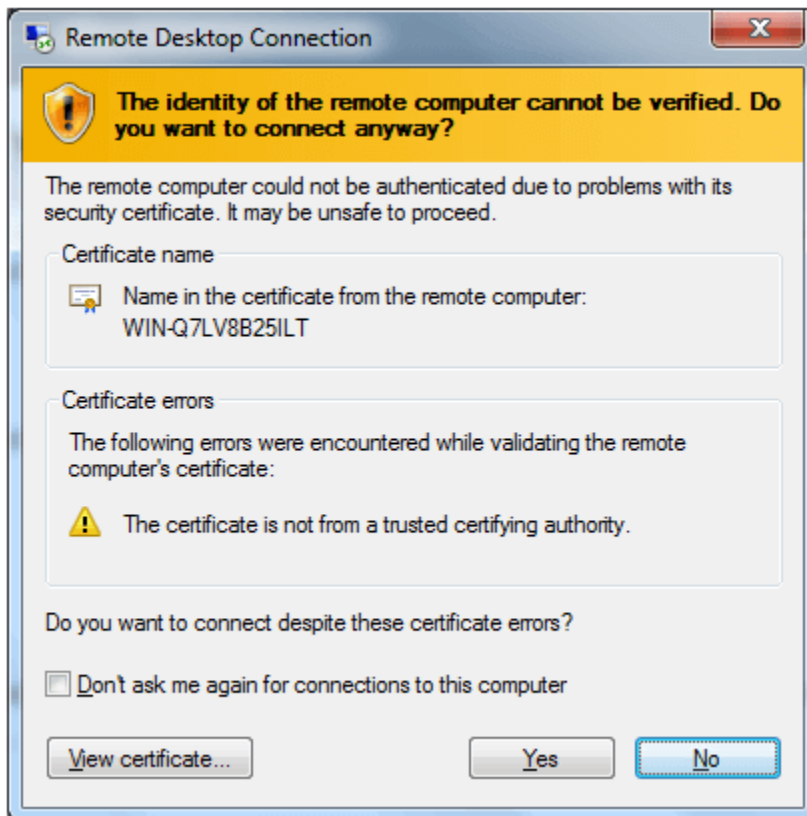 Remote Desktop Connection
The identity of the remote computer cannot be verified. Do
you want to connect anyway?
The remote computer could not be authenticated due to problems with its
security certificate. It may be unsafe to proceed.
Certificate name
Name in the certificate from the remote computer:
WIN-Q7LV8B25ILT
Certificate errors
The following errors were encountered while validating the remote
computer's certificate:
The certificate is not from a trusted certifying authority.
Do you want to connect despite these certificate errors?
Don't ask me again for connections to this computer
View certificate...
Yes
No